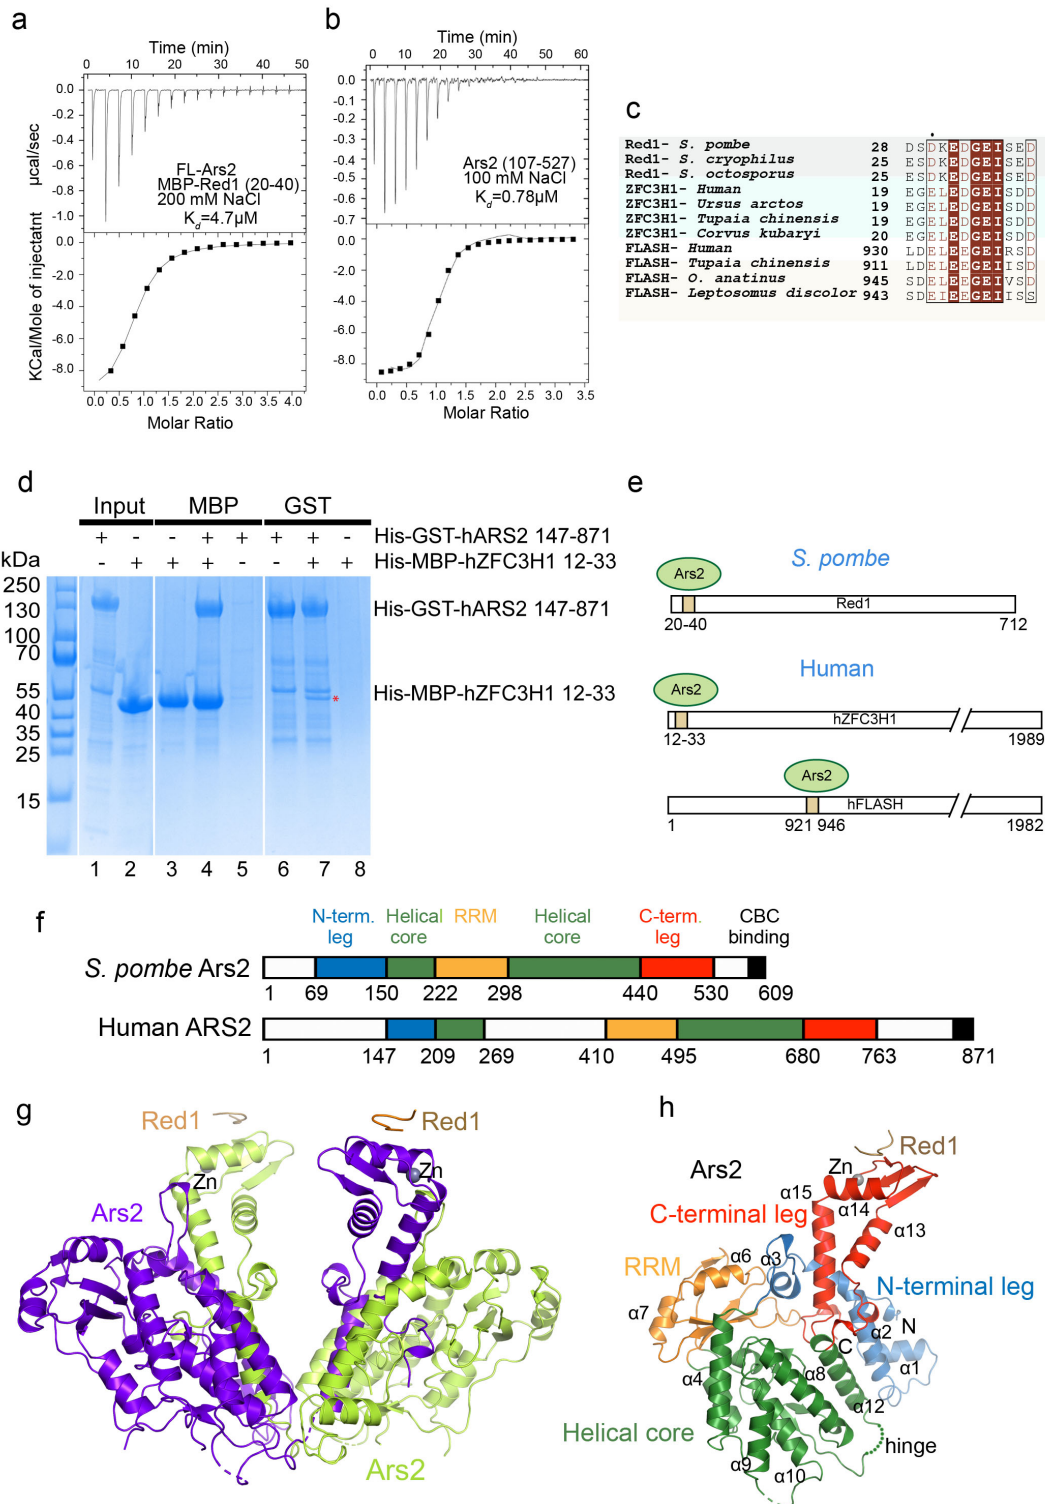 a
Time (min)
0 10 20 30 40 50
0.0
-0.2
-0.4
-0.6
-0.8
-1.0
µcal/sec
FL-Ars2
MBP-Red1 (20-40)
200 mM NaCl
Kd=4.7µM
0.0
-2.0
-4.0
-6.0
-8.0
KCal/Mole of injectatnt
0.0 0.5 1.0 1.5 2.0 2.5 3.0 3.5 4.0
Molar Ratio
b
Time (min)
0 10 20 30 40 50 60
0.0
-0.1
-0.2
-0.3
-0.4
-0.5
-0.6
-0.7
Ars2 (107-527)
100 mM NaCl
Kd=0.78µM
0.0
-2.0
-4.0
-6.0
-8.0
0.0 0.5 1.0 1.5 2.0 2.5 3.0 3.5
Molar Ratio
c
Red1- S. pombe 28 DSDKEDGEISED
Red1- S. cryophilus 25 ESDKEDGEISED
Red1- S. octosporus 25 ESDKEDGEISED
ZFC3H1- Human 19 EGELEDGEISDD
ZFC3H1- Ursus arctos 19 EGELEDGEISDD
ZFC3H1- Tupaia chinensis 19 EGELEDGEISDD
ZFC3H1- Corvus kubaryi 20 EGELEDGEISDD
FLASH- Human 930 LDELEEGEIRSD
FLASH- Tupaia chinensis 911 LDELEEGEIISD
FLASH- O. anatinus 945 SDELEEGEIVSD
FLASH- Leptosomus discolor 943 SDEIEEGEIISS
d
Input MBP GST
+ - - + + + + - His-GST-hARS2 147-871
- + + + - - + + His-MBP-hZFC3H1 12-33
kDa
250
130
100
70
55
40
35
25
15
His-GST-hARS2 147-871
His-MBP-hZFC3H1 12-33
*
1 2 3 4 5 6 7 8
e
S. pombe
Ars2
Red1
20-40 712
Human
Ars2
hZFC3H1
12-33 1989
Ars2
hFLASH
1 921 946 1982
f
N-term. leg
Helical core
RRM
Helical core
C-term. leg
CBC binding
S. pombe Ars2
1 69 150 222 298 440 530 609
Human ARS2
1 147 209 269 410 495 680 763 871
g
Red1
Red1
Zn
Zn
Ars2
Ars2
h
Red1
Ars2
Zn
α15
α14
C-terminal leg
α13
α6
α3
RRM
N-terminal leg
α7
N
α2
C
α1
α4
α8
α12
Helical core
hinge
α9
α10